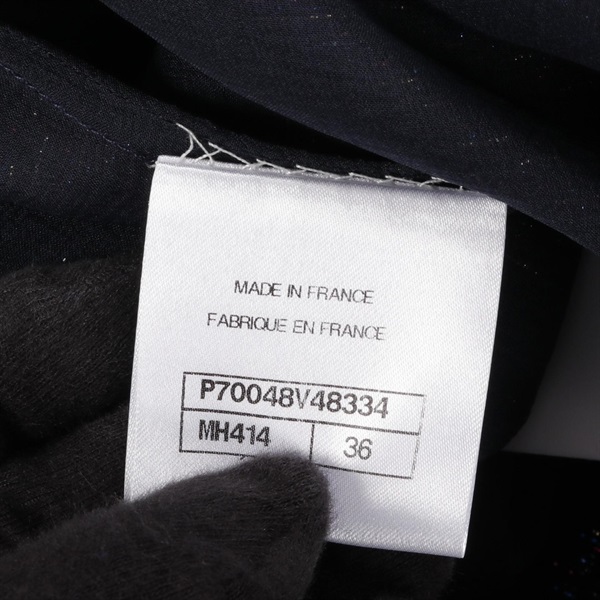 MADE IN FRANCE
FABRIQUE EN FRANCE
P70048V48334
MH414 36